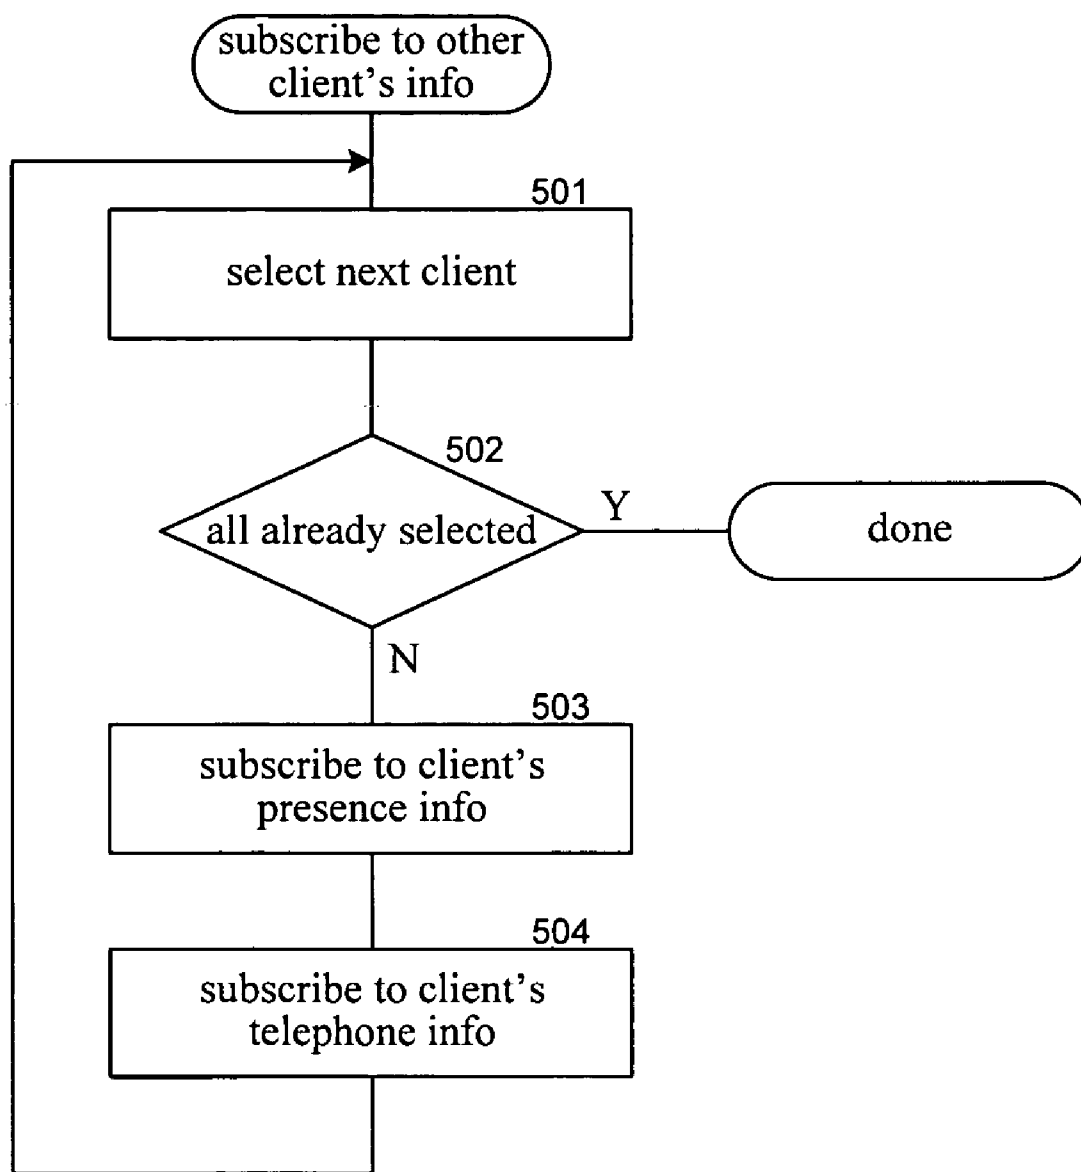 subscribe to other
client's info
501
select next client
502
all already selected
Y
done
N
503
subscribe to client's
presence info
504
subscribe to client's
telephone info